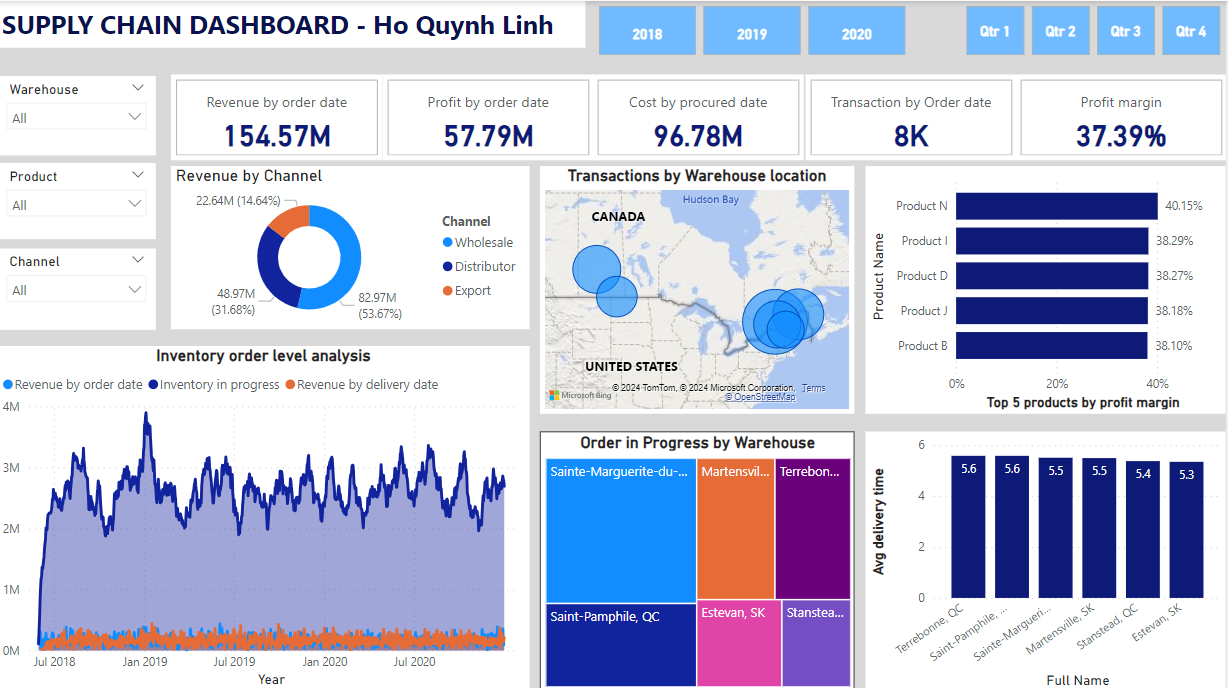 SUPPLY CHAIN DASHBOARD - Ho Quynh Linh
2018
2019
2020
Qtr 1
Qtr 2
Qtr 3
Qtr 4
Warehouse
All
Product
All
Channel
All
Revenue by order date
154.57M
Profit by order date
57.79M
Cost by procured date
96.78M
Transaction by Order date
8K
Profit margin
37.39%
Revenue by Channel
22.64M (14.64%)
48.97M
(31.68%)
82.97M
(53.67%)
Channel
Wholesale
Distributor
Export
Transactions by Warehouse location
Hudson Bay
CANADA
UNITED STATES
© 2024 TomTom, © 2024 Microsoft Corporation, Terms
© OpenStreetMap
Microsoft Bing
Product Name
Product N
40.15%
Product I
38.29%
Product D
38.27%
Product J
38.18%
Product B
38.10%
0%
20%
40%
Top 5 products by profit margin
Inventory order level analysis
Revenue by order date
Inventory in progress
Revenue by delivery date
4M
3M
2M
1M
0M
Jul 2018
Jan 2019
Jul 2019
Jan 2020
Jul 2020
Year
Order in Progress by Warehouse
Sainte-Marguerite-du-...
Martensvil...
Terrebon...
Saint-Pamphile, QC
Estevan, SK
Stanstea...
Avg delivery time
6
4
2
0
5.6
5.6
5.5
5.5
5.4
5.3
Terrebonne, QC
Saint-Pamphile, ...
Sainte-Margueri...
Martensville, SK
Stanstead, QC
Estevan, SK
Full Name